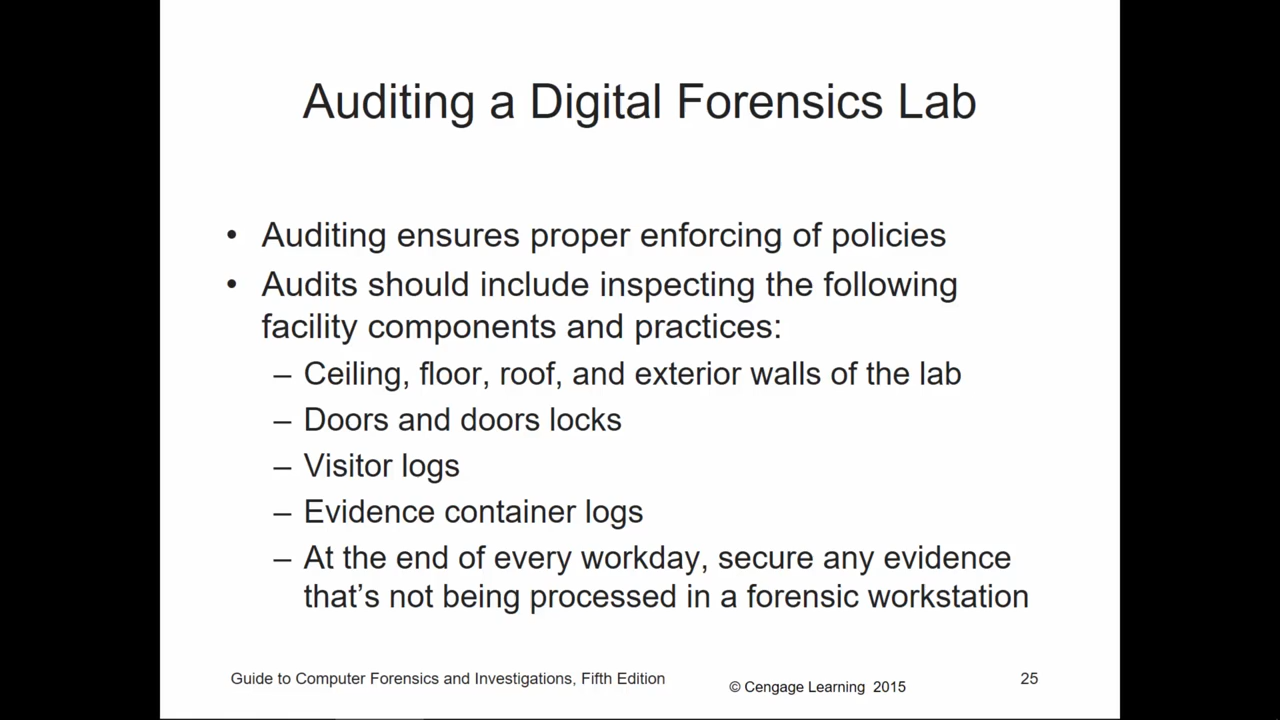 Auditing a Digital Forensics Lab
• Auditing ensures proper enforcing of policies
• Audits should include inspecting the following
facility components and practices:
– Ceiling, floor, roof, and exterior walls of the lab
– Doors and doors locks
– Visitor logs
– Evidence container logs
– At the end of every workday, secure any evidence
that’s not being processed in a forensic workstation
Guide to Computer Forensics and Investigations, Fifth Edition
© Cengage Learning 2015
25